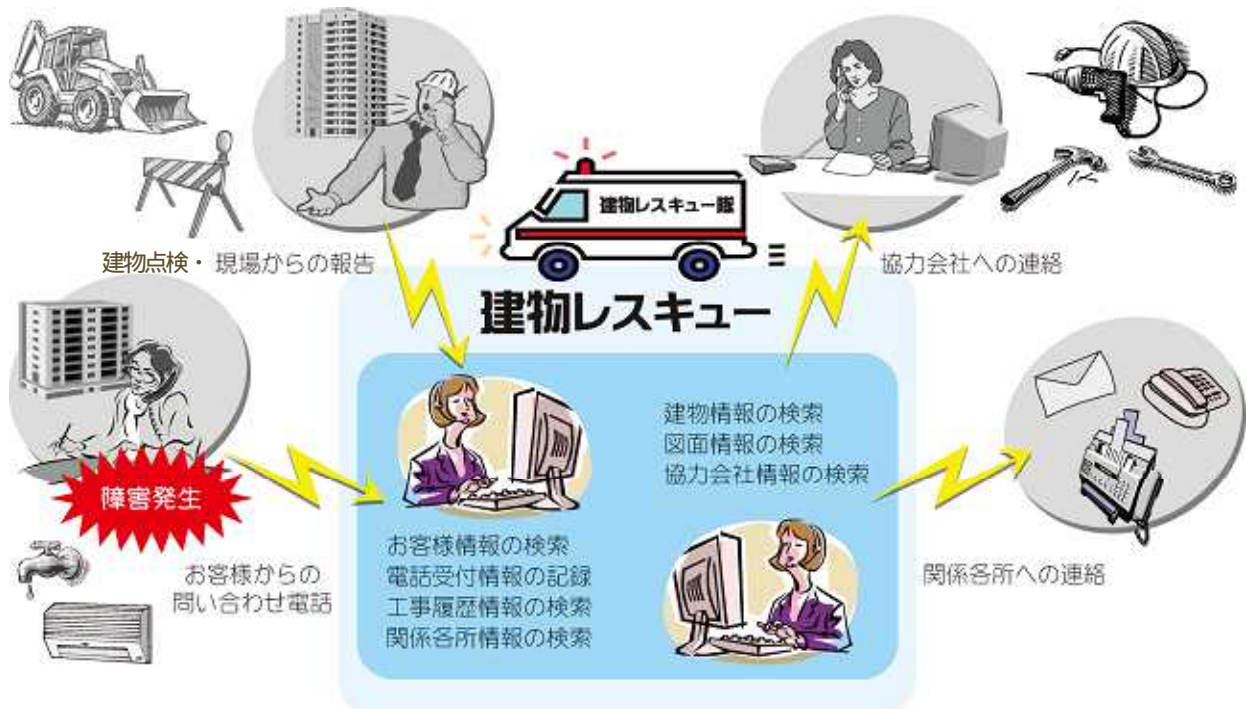 建物レスキュー隊
建物点検・現場からの報告
協力会社への連絡
建物レスキュー
建物情報の検索
図面情報の検索
協力会社情報の検索
障害発生
お客様情報の検索
電話受付情報の記録
工事履歴情報の検索
関係各所情報の検索
お客様からの
問い合わせ電話
関係各所への連絡